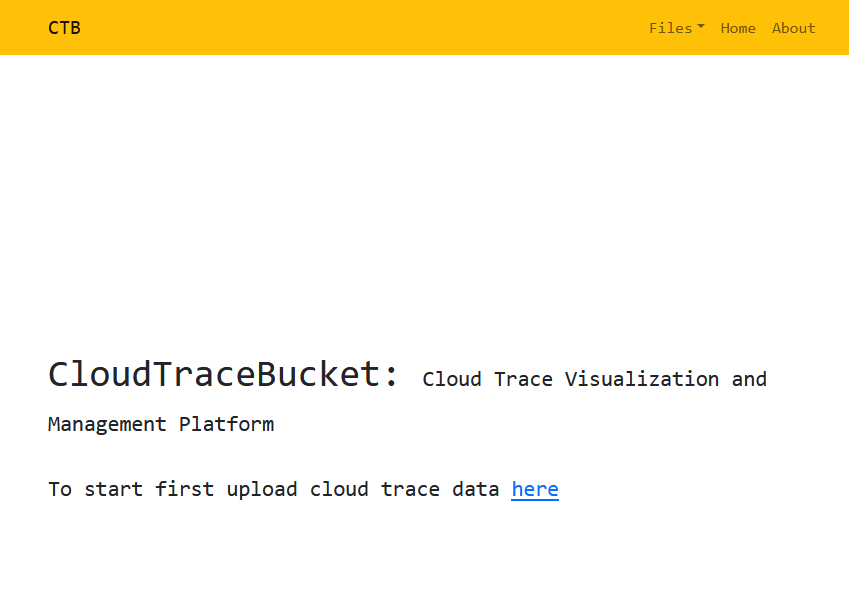 CTB Files Home About
CloudTraceBucket: Cloud Trace Visualization and
Management Platform
To start first upload cloud trace data here